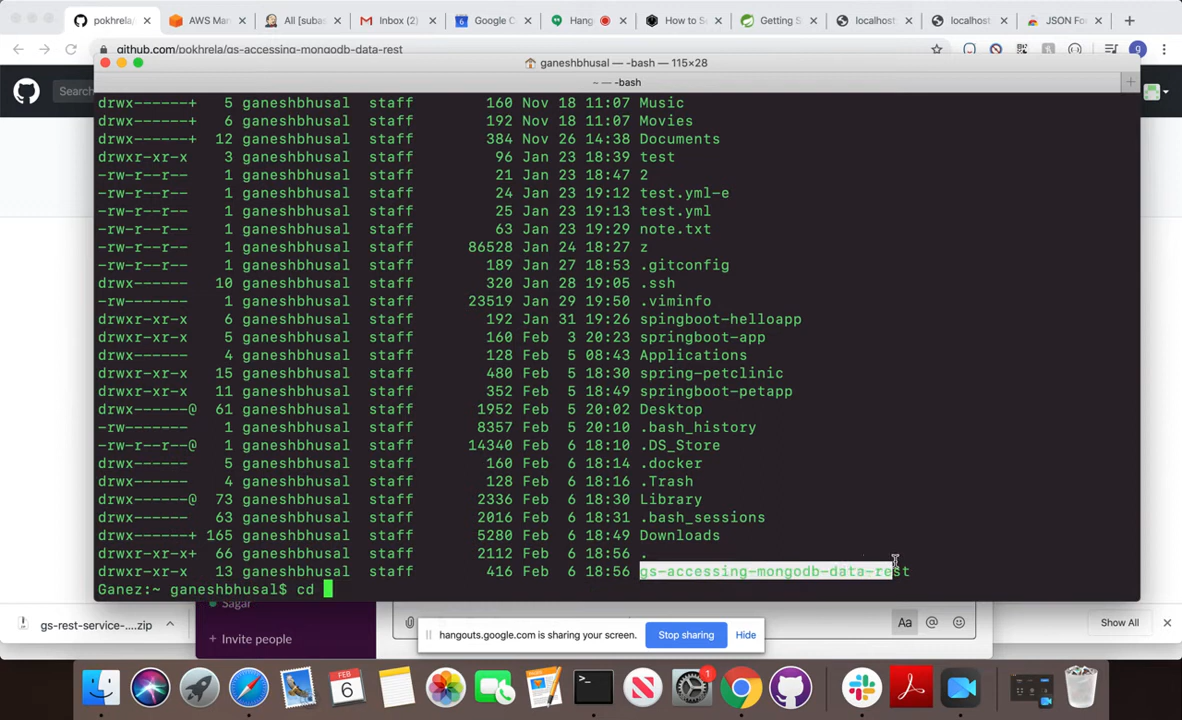 pokhrela/
AWS Man
All [suba
Inbox (2)
Google C
Hang
How to S
Getting S
localhost
localhost
JSON Fo
github.com/pokhrela/gs-accessing-mongodb-data-rest
g
Search
ganeshbhusal — -bash — 115×28
~ — -bash
drwx------+ 5 ganeshbhusal staff 160 Nov 18 11:07 Music
drwx------+ 6 ganeshbhusal staff 192 Nov 18 11:07 Movies
drwx------+ 12 ganeshbhusal staff 384 Nov 26 14:38 Documents
drwxr-xr-x 3 ganeshbhusal staff 96 Jan 23 18:39 test
-rw-r--r-- 1 ganeshbhusal staff 21 Jan 23 18:47 2
-rw-r--r-- 1 ganeshbhusal staff 24 Jan 23 19:12 test.yml-e
-rw-r--r-- 1 ganeshbhusal staff 25 Jan 23 19:13 test.yml
-rw-r--r-- 1 ganeshbhusal staff 63 Jan 23 19:29 note.txt
-rw-r--r-- 1 ganeshbhusal staff 86528 Jan 24 18:27 z
-rw-r--r-- 1 ganeshbhusal staff 189 Jan 27 18:53 .gitconfig
drwx------ 10 ganeshbhusal staff 320 Jan 28 19:05 .ssh
-rw------- 1 ganeshbhusal staff 23519 Jan 29 19:50 .viminfo
drwxr-xr-x 6 ganeshbhusal staff 192 Jan 31 19:26 spingboot-helloapp
drwxr-xr-x 5 ganeshbhusal staff 160 Feb 3 20:23 springboot-app
drwx------ 4 ganeshbhusal staff 128 Feb 5 08:43 Applications
drwxr-xr-x 15 ganeshbhusal staff 480 Feb 5 18:30 spring-petclinic
drwxr-xr-x 11 ganeshbhusal staff 352 Feb 5 18:49 springboot-petapp
drwx------@ 61 ganeshbhusal staff 1952 Feb 5 20:02 Desktop
-rw------- 1 ganeshbhusal staff 8357 Feb 5 20:10 .bash_history
-rw-r--r--@ 1 ganeshbhusal staff 14340 Feb 6 18:10 .DS_Store
drwx------ 5 ganeshbhusal staff 160 Feb 6 18:14 .docker
drwx------ 4 ganeshbhusal staff 128 Feb 6 18:16 .Trash
drwx------@ 73 ganeshbhusal staff 2336 Feb 6 18:30 Library
drwx------ 63 ganeshbhusal staff 2016 Feb 6 18:31 .bash_sessions
drwx------+ 165 ganeshbhusal staff 5280 Feb 6 18:49 Downloads
drwxr-xr-x+ 66 ganeshbhusal staff 2112 Feb 6 18:56 .
drwxr-xr-x 13 ganeshbhusal staff 416 Feb 6 18:56 gs-accessing-mongodb-data-rest
Ganez:~ ganeshbhusal$ cd
Sagar
gs-rest-service-....zip
Invite people
Aa
Show All
hangouts.google.com is sharing your screen.
Stop sharing
Hide
FEB
6
1